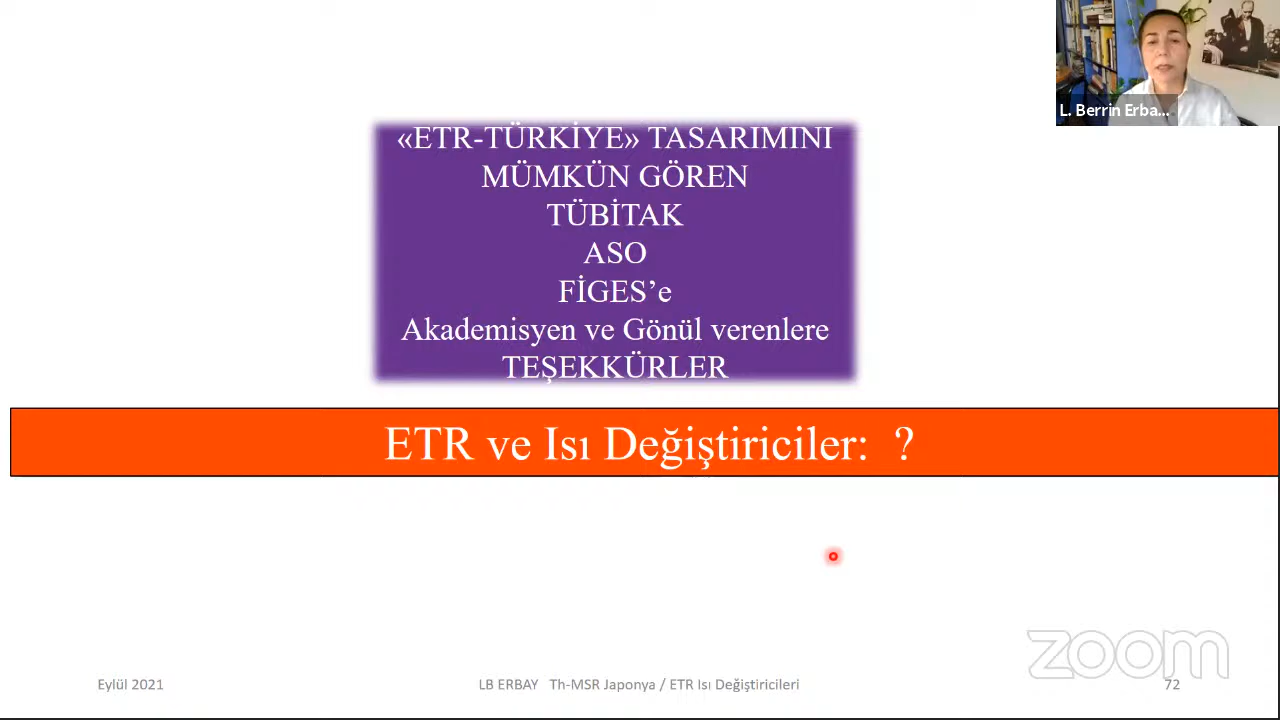 L. Berrin Erba...
«ETR-TÜRKİYE» TASARIMINI
MÜMKÜN GÖREN
TÜBİTAK
ASO
FİGES’e
Akademisyen ve Gönül verenlere
TEŞEKKÜRLER
ETR ve Isı Değiştiriciler: ?
zoom
Eylül 2021
LB ERBAY Th-MSR Japonya / ETR Isı Değiştiricileri
72